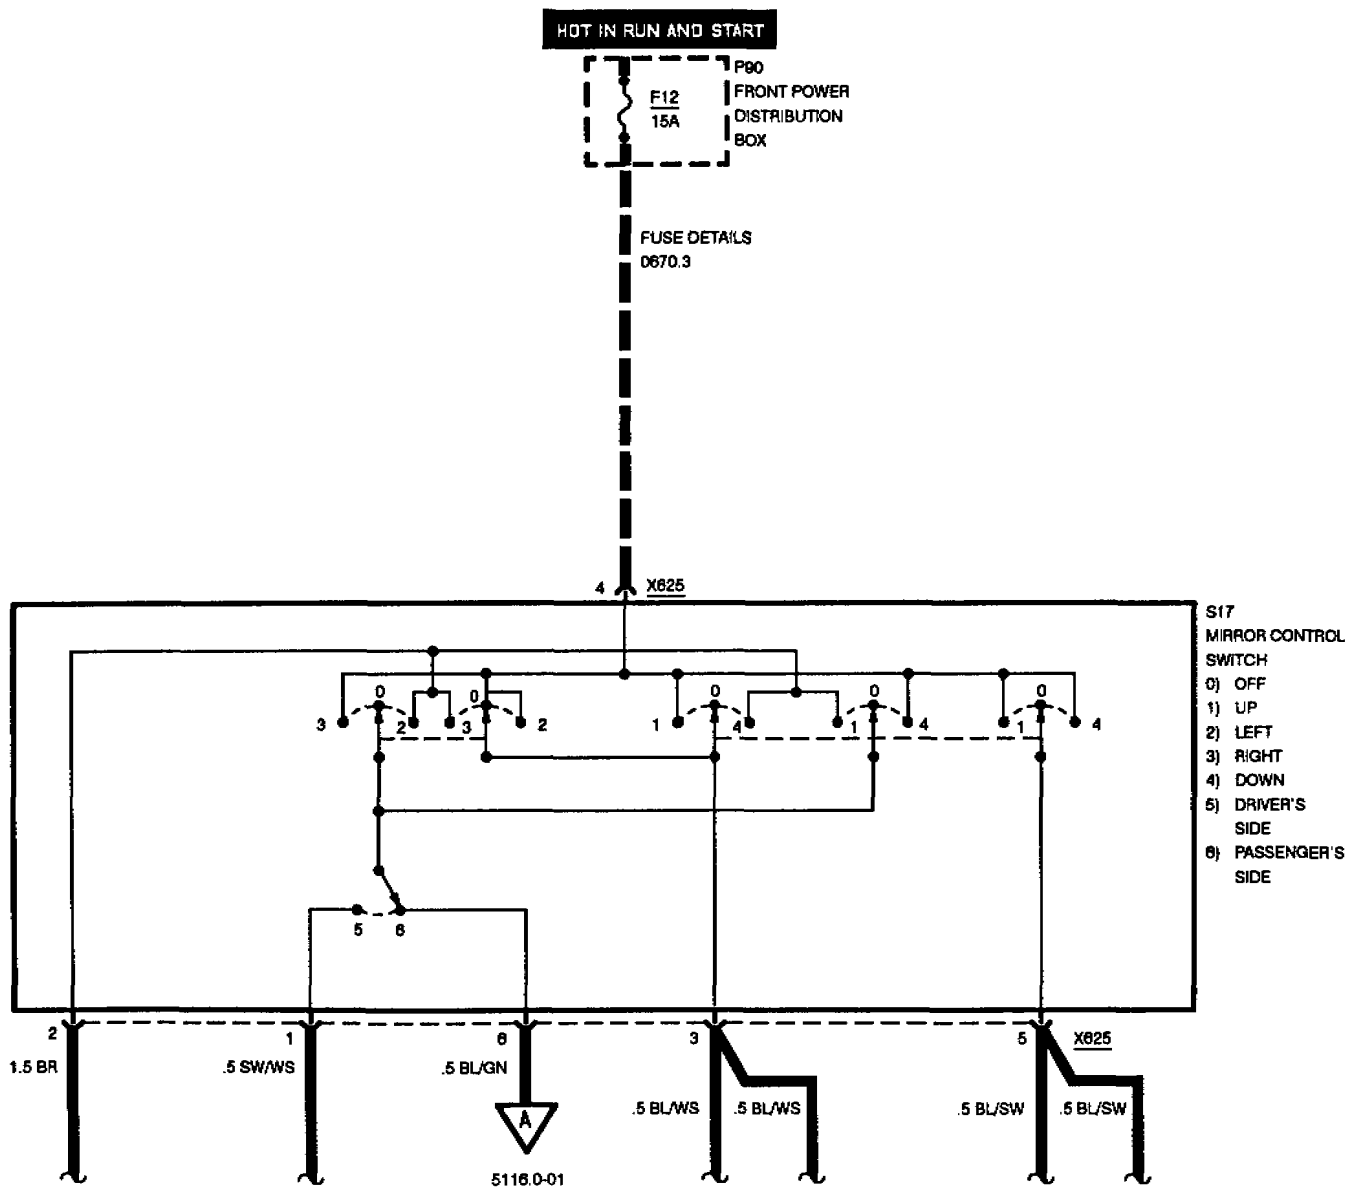 HOT IN RUN AND START
P90
FRONT POWER
DISTRIBUTION
BOX
F12
15A
FUSE DETAILS
0670.3
4 X625
S17
MIRROR CONTROL
SWITCH
0) OFF
1) UP
2) LEFT
3) RIGHT
4) DOWN
5) DRIVER'S
SIDE
6) PASSENGER'S
SIDE
0 0 0 0 0
3 2 3 2 1 4 1 4 1 4
5 6
2 1 6 3 5 X625
1.5 BR .5 SW/WS .5 BL/GN
.5 BL/WS .5 BL/WS .5 BL/SW .5 BL/SW
A
5116.0-01